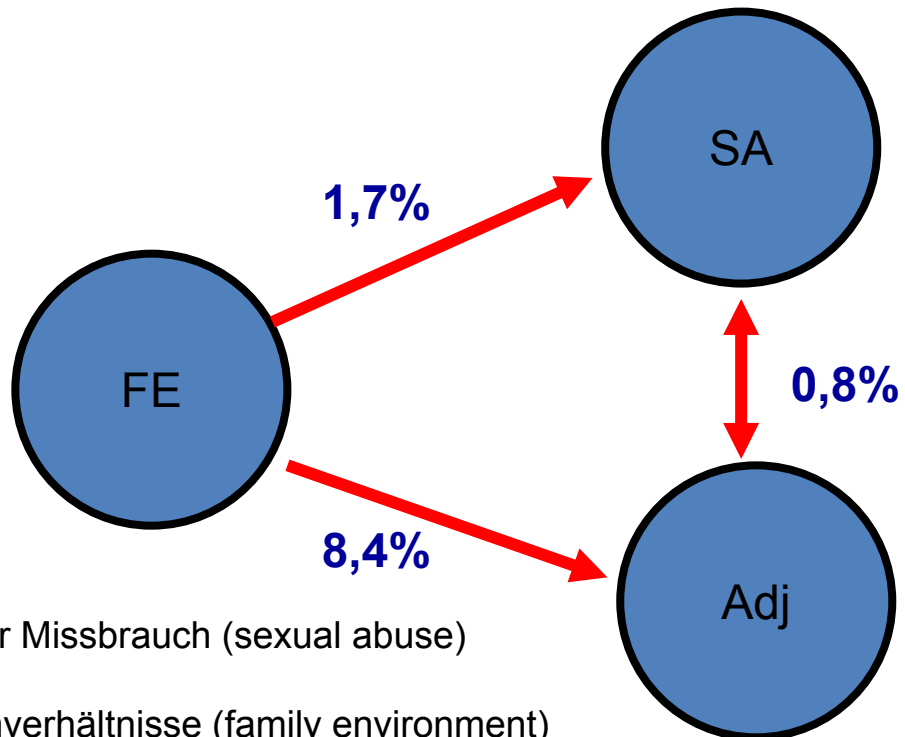 SA
1,7%
FE
0,8%
8,4%
Adj
r Missbrauch (sexual abuse)
nverhältnisse (family environment)